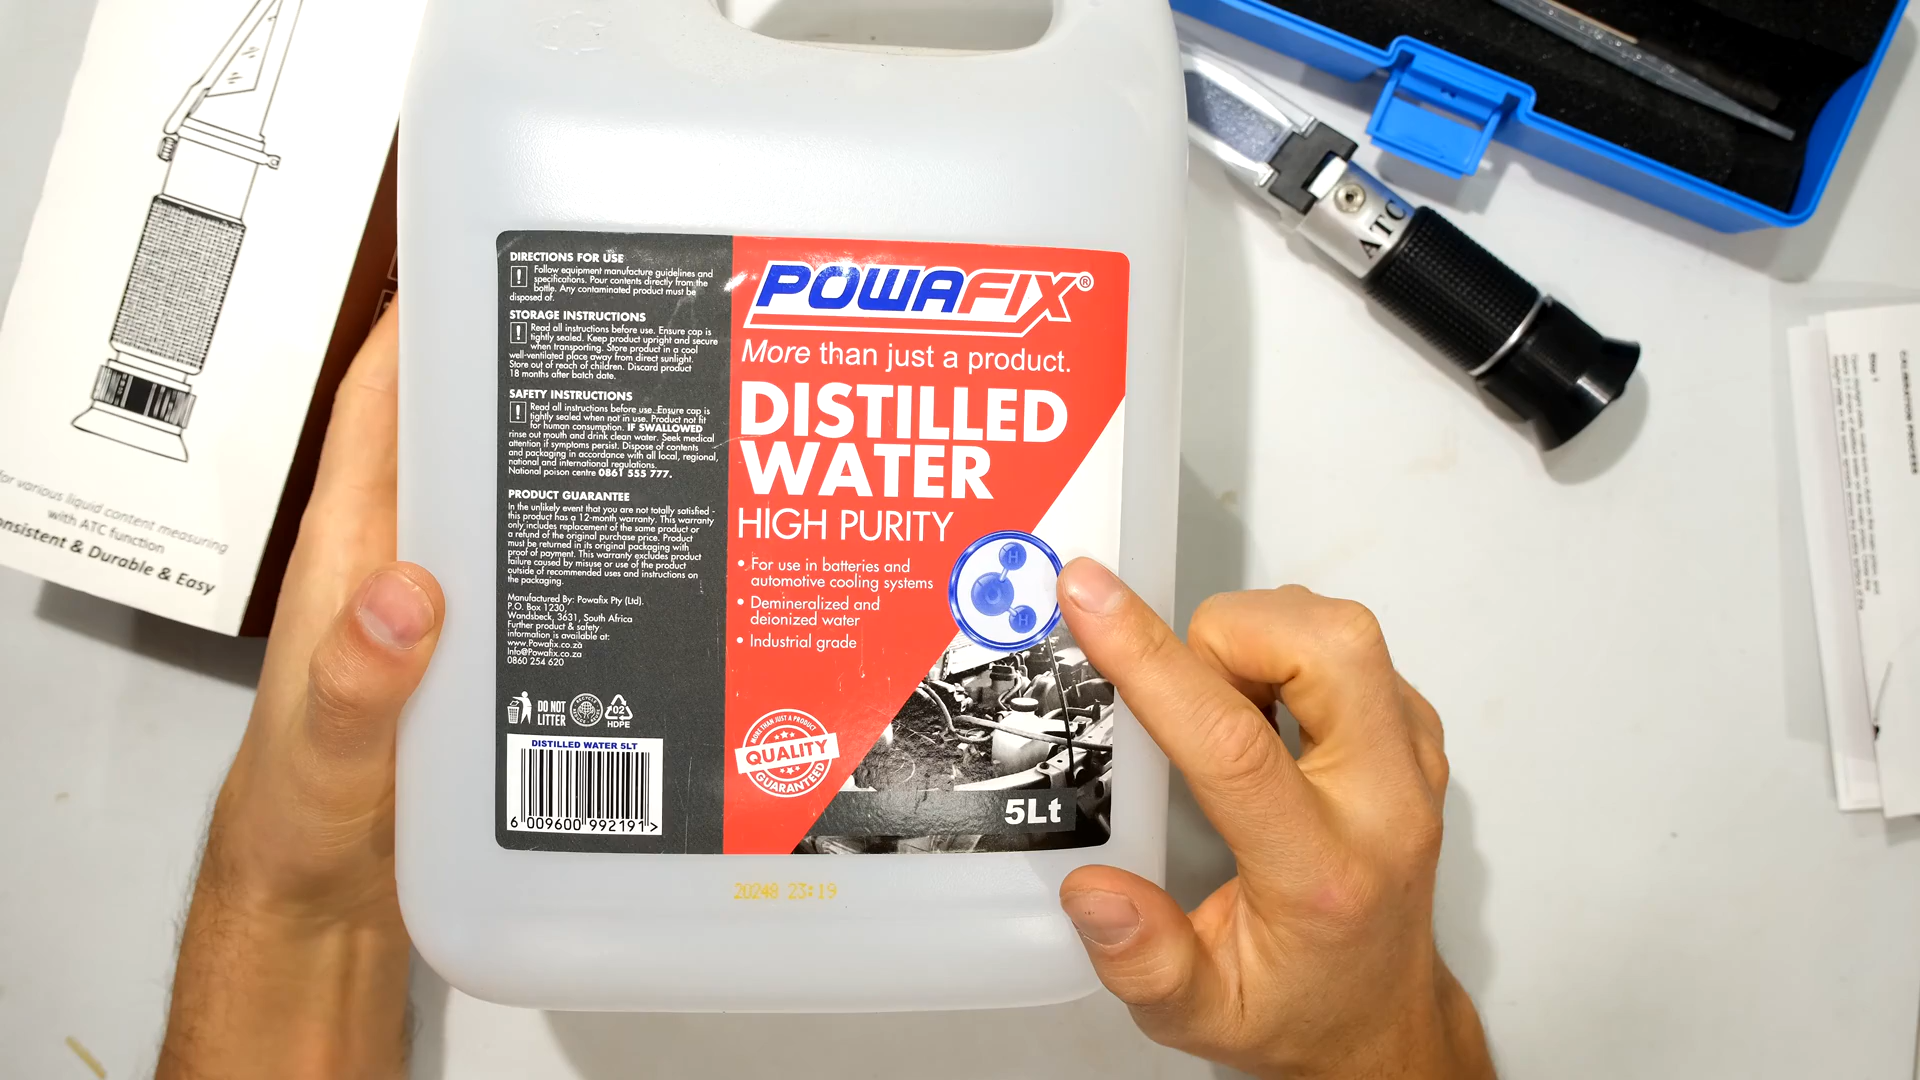 for various liquid content measuring
with ATC function
onsistent & Durable & Easy
DIRECTIONS FOR USE
Follow equipment manufacture guidelines and
specifications. Pour contents directly from the
bottle. Any contaminated product must be
disposed of.
STORAGE INSTRUCTIONS
Read all instructions before use. Ensure cap is
tightly sealed. Keep product upright and secure
when transporting. Store product in a cool
well-ventilated place away from direct sunlight.
Store out of reach of children. Discard product
18 months after batch date.
SAFETY INSTRUCTIONS
Read all instructions before use. Ensure cap is
tightly sealed when not in use. Product not fit
for human consumption. IF SWALLOWED
rinse out mouth and drink clean water. Seek medical
attention if symptoms persist. Dispose of contents
and packaging in accordance with all local, regional,
national and international regulations.
National poison centre 0861 555 777.
PRODUCT GUARANTEE
In the unlikely event that you are not totally satisfied -
this product has a 12-month warranty. This warranty
only includes replacement of the same product or
a refund of the original purchase price. Product
must be returned in its original packaging with
proof of payment. This warranty excludes product
failure caused by misuse or use of the product
outside of recommended uses and instructions on
the packaging.
Manufactured By: Powafix Pty (Ltd).
P.O. Box 1230,
Wandsbeck, 3631, South Africa
Further product & safety
information is available at:
www.Powafix.co.za
Info@Powafix.co.za
0860 254 620
DO NOT
LITTER
02
HDPE
DISTILLED WATER 5LT
6 009600 992191 >
POWAFIX®
More than just a product.
DISTILLED
WATER
HIGH PURITY
• For use in batteries and
automotive cooling systems
• Demineralized and
deionized water
• Industrial grade
H
H
MORE THAN JUST A PRODUCT
QUALITY
GUARANTEED
5Lt
20248 23:19
ATC
CALIBRATION PROCESS
Step 1